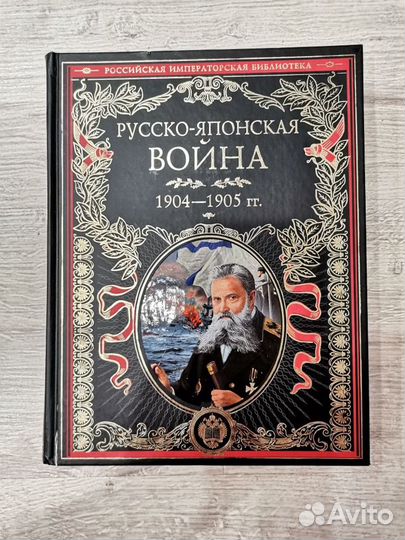 РОССИЙСКАЯ ИМПЕРАТОРСКАЯ БИБЛИОТЕКА
РУССКО-ЯПОНСКАЯ
ВОЙНА
1904—1905 гг.
Avito